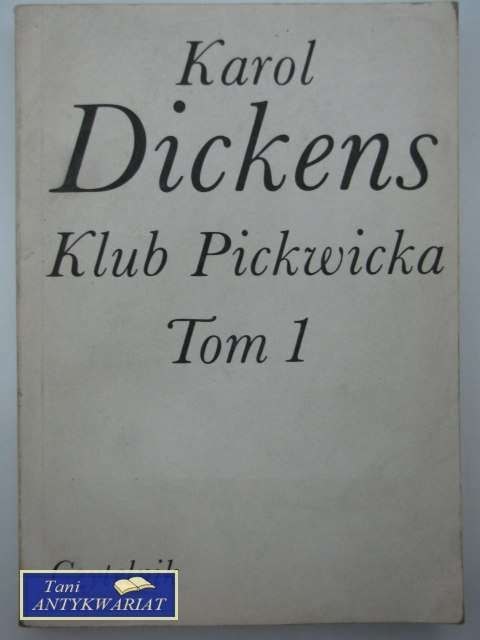 Karol
Dickens
Klub Pickwicka
Tom 1
Tani
ANTYKWARIAT